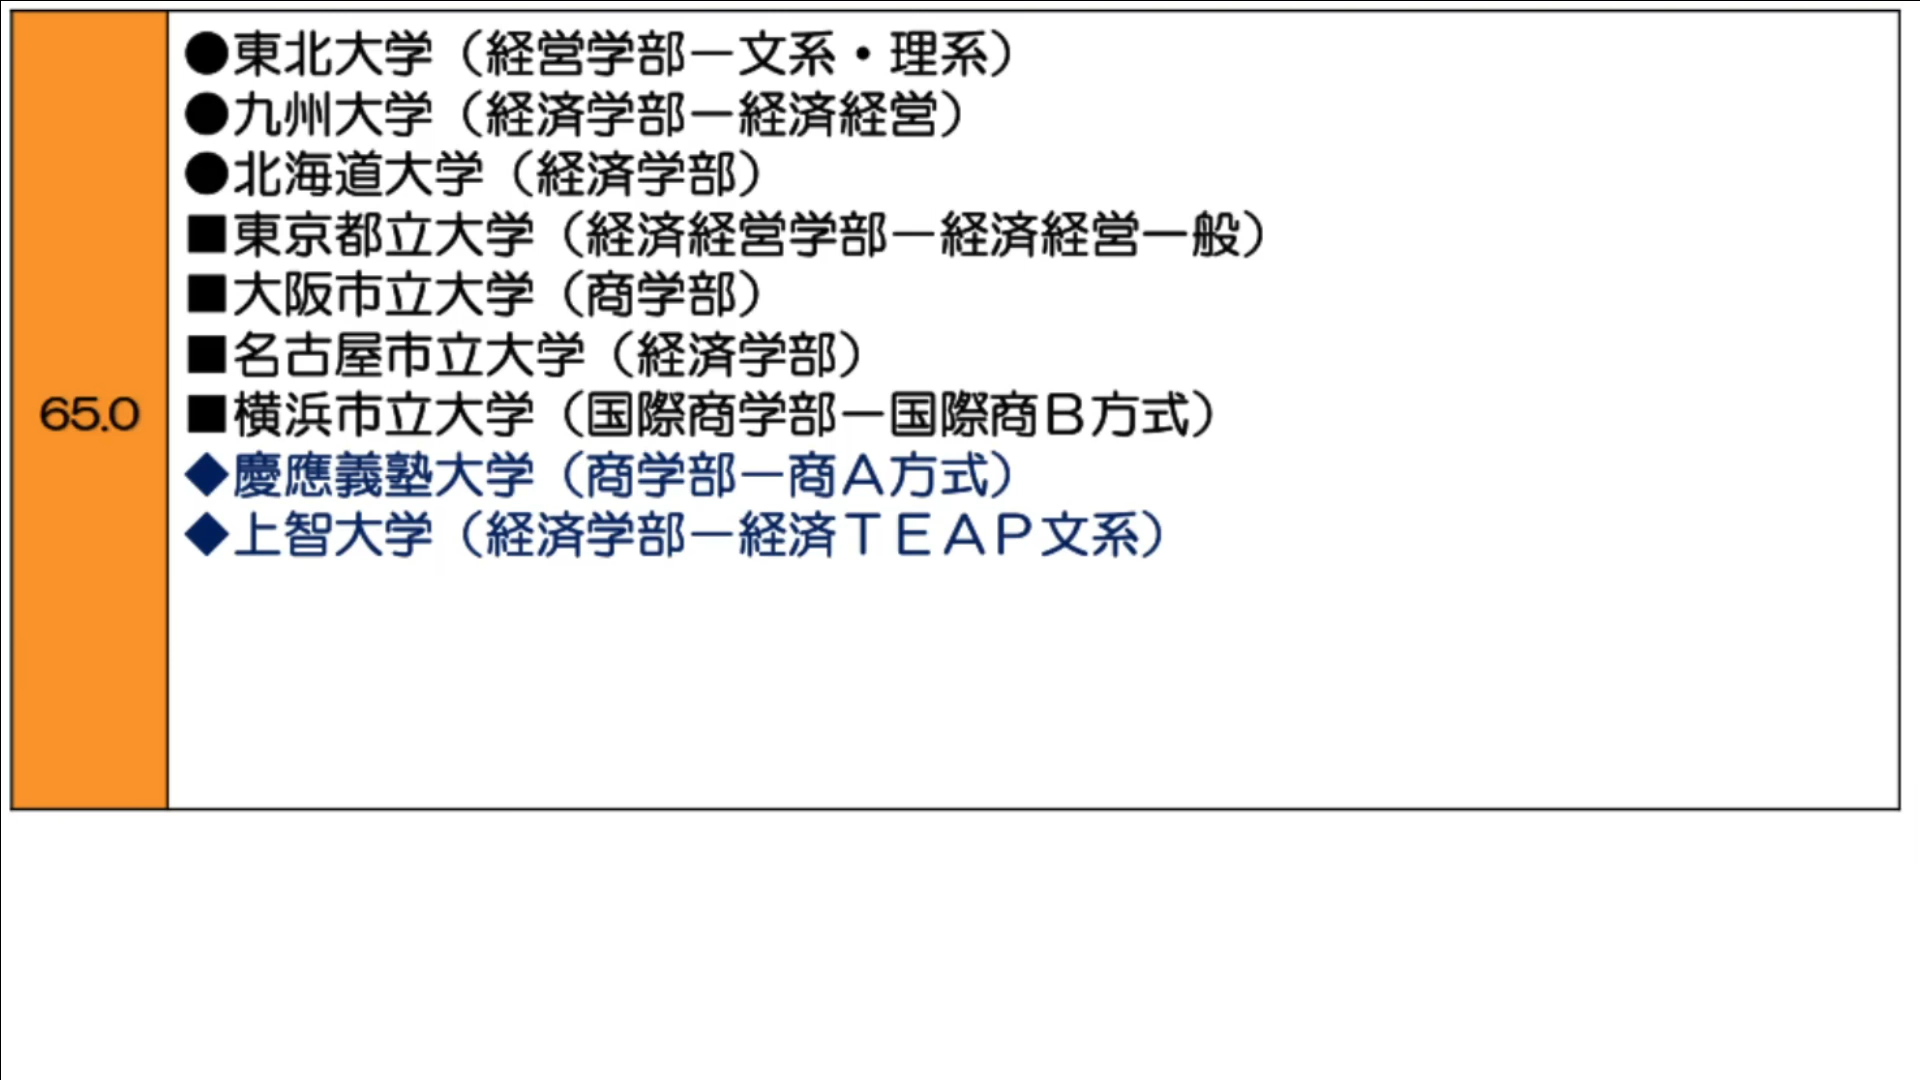 65.0
●東北大学（経営学部ー文系・理系）
●九州大学（経済学部ー経済経営）
●北海道大学（経済学部）
■東京都立大学（経済経営学部ー経済経営ー般）
■大阪市立大学（商学部）
■名古屋市立大学（経済学部）
■横浜市立大学（国際商学部ー国際商Ｂ方式）
◆慶應義塾大学（商学部ー商Ａ方式）
◆上智大学（経済学部ー経済ＴＥＡＰ文系）